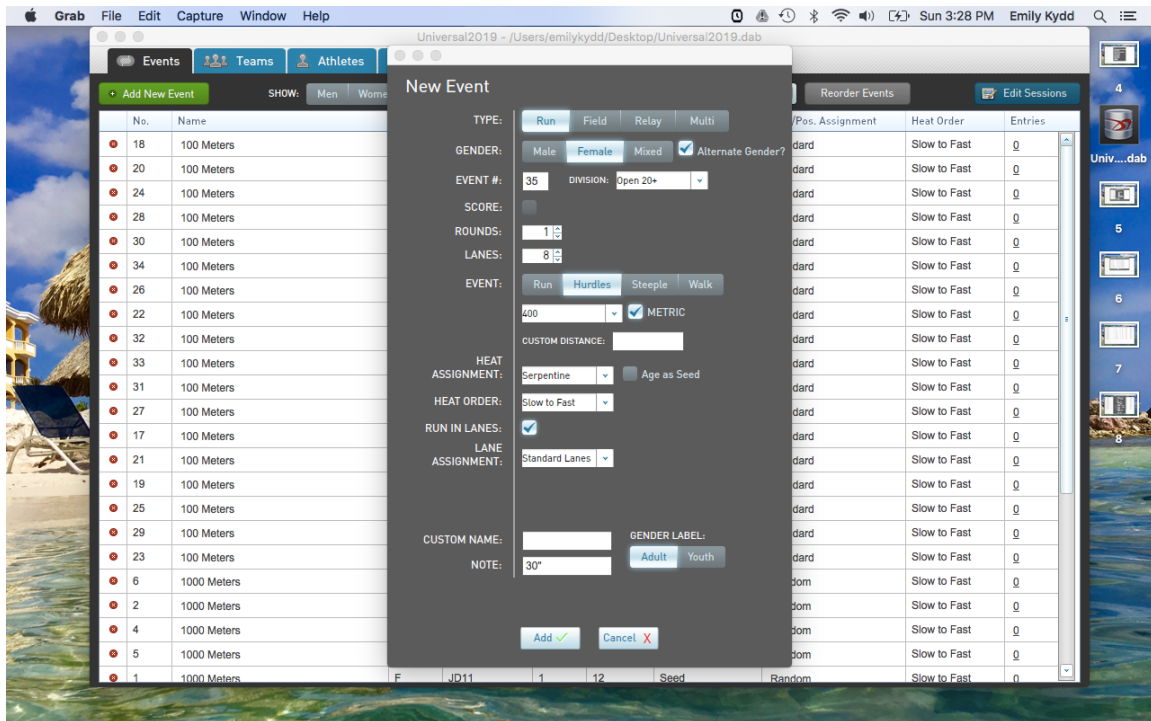 Grab File Edit Capture Window Help Sun 3:28 PM Emily Kydd
Universal2019 - /Users/emilykydd/Desktop/Universal2019.dab
Events Teams Athletes
+ Add New Event SHOW: Men Wome Reorder Events Edit Sessions
No. Name /Pos. Assignment Heat Order Entries
18 100 Meters dard Slow to Fast 0
20 100 Meters dard Slow to Fast 0
24 100 Meters dard Slow to Fast 0
28 100 Meters dard Slow to Fast 0
30 100 Meters dard Slow to Fast 0
34 100 Meters dard Slow to Fast 0
26 100 Meters dard Slow to Fast 0
22 100 Meters dard Slow to Fast 0
32 100 Meters dard Slow to Fast 0
33 100 Meters dard Slow to Fast 0
31 100 Meters dard Slow to Fast 0
27 100 Meters dard Slow to Fast 0
17 100 Meters dard Slow to Fast 0
21 100 Meters dard Slow to Fast 0
19 100 Meters dard Slow to Fast 0
25 100 Meters dard Slow to Fast 0
29 100 Meters dard Slow to Fast 0
23 100 Meters dard Slow to Fast 0
6 1000 Meters dom Slow to Fast 0
2 1000 Meters dom Slow to Fast 0
4 1000 Meters dom Slow to Fast 0
5 1000 Meters dom Slow to Fast 0
1 1000 Meters F JD11 1 12 Seed Random Slow to Fast 0
New Event
TYPE: Run Field Relay Multi
GENDER: Male Female Mixed Alternate Gender?
EVENT #: 35 DIVISION: Open 20+
SCORE:
ROUNDS: 1
LANES: 8
EVENT: Run Hurdles Steeple Walk
400 METRIC
CUSTOM DISTANCE:
HEAT
ASSIGNMENT: Serpentine Age as Seed
HEAT ORDER: Slow to Fast
RUN IN LANES:
LANE
ASSIGNMENT: Standard Lanes
GENDER LABEL:
CUSTOM NAME:
Adult Youth
NOTE: 30"
Add Cancel X
4
Univ....dab
5
6
7
8